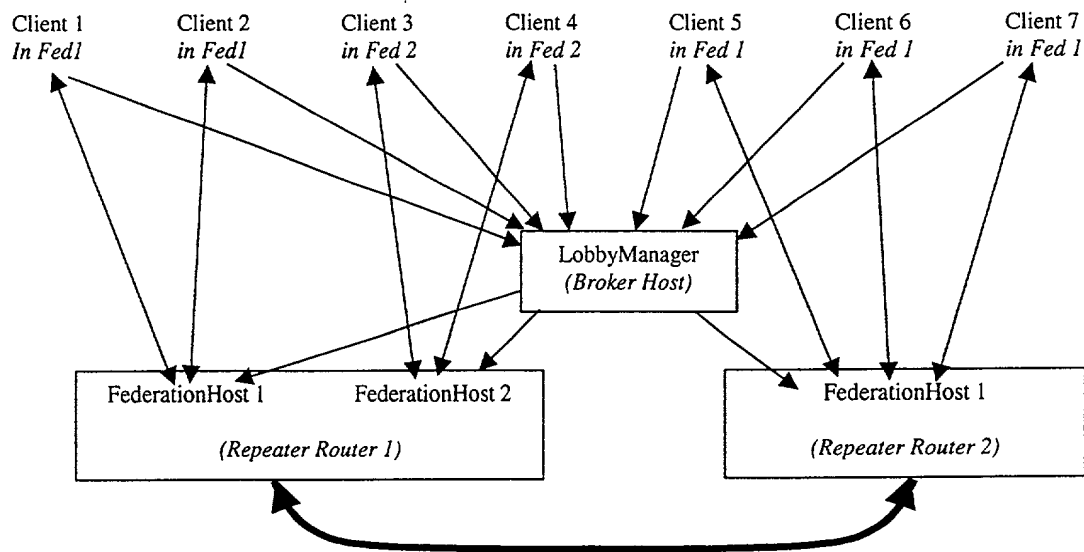 Client 1
In Fed1
Client 2
in Fed1
Client 3
in Fed 2
Client 4
in Fed 2
Client 5
in Fed 1
Client 6
in Fed 1
Client 7
in Fed 1
LobbyManager
(Broker Host)
FederationHost 1
FederationHost 2
(Repeater Router 1)
FederationHost 1
(Repeater Router 2)